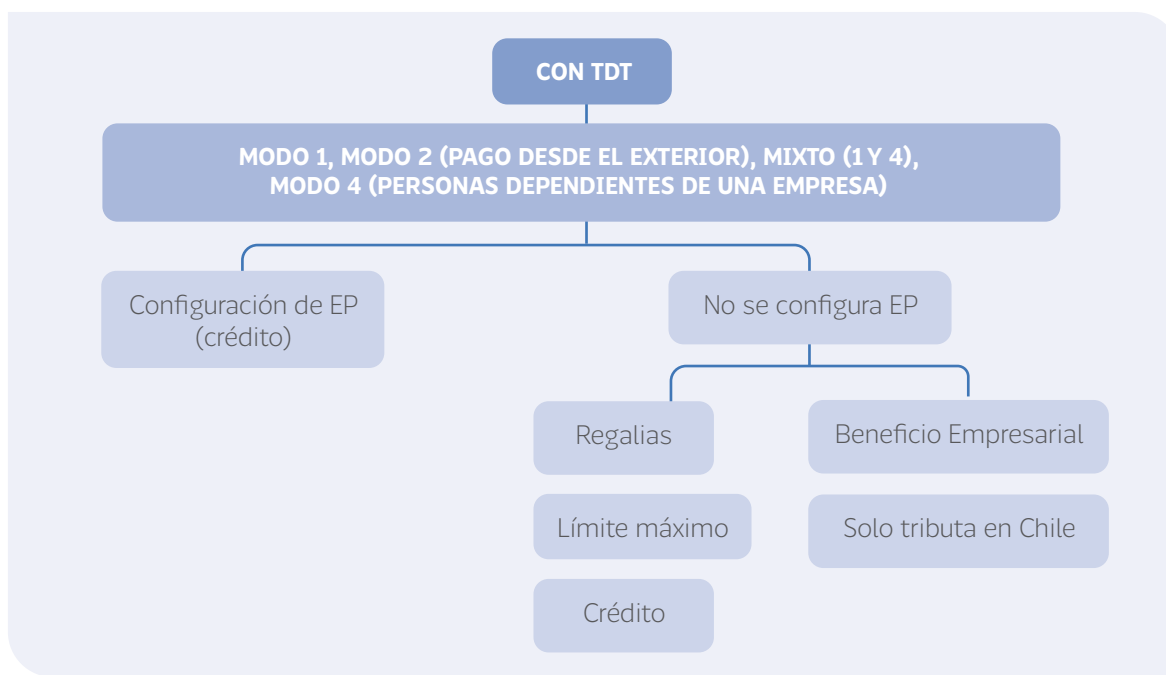 CON TDT
MODO 1, MODO 2 (PAGO DESDE EL EXTERIOR), MIXTO (1 Y 4),
MODO 4 (PERSONAS DEPENDIENTES DE UNA EMPRESA)
Configuración de EP
(crédito)
No se configura EP
Regalias
Beneficio Empresarial
Límite máximo
Solo tributa en Chile
Crédito